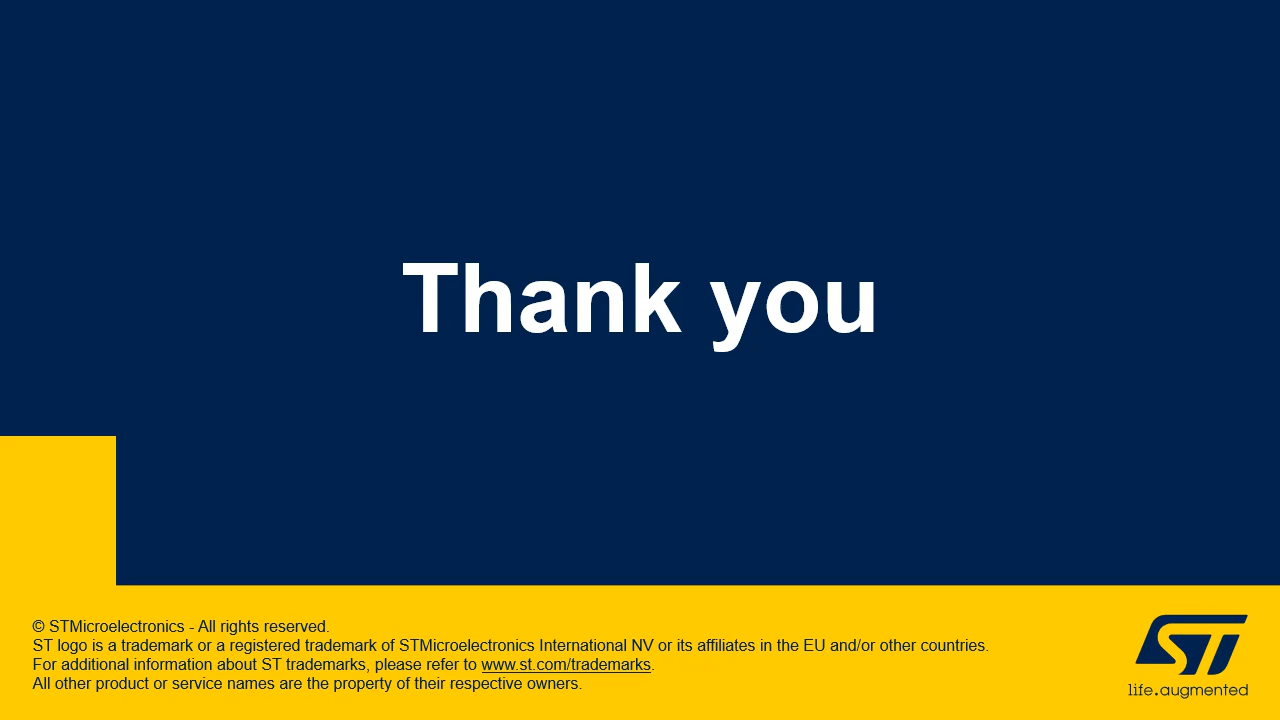 Thank you
© STMicroelectronics - All rights reserved.
ST logo is a trademark or a registered trademark of STMicroelectronics International NV or its affiliates in the EU and/or other countries.
For additional information about ST trademarks, please refer to www.st.com/trademarks.
All other product or service names are the property of their respective owners.
ST
life.augmented